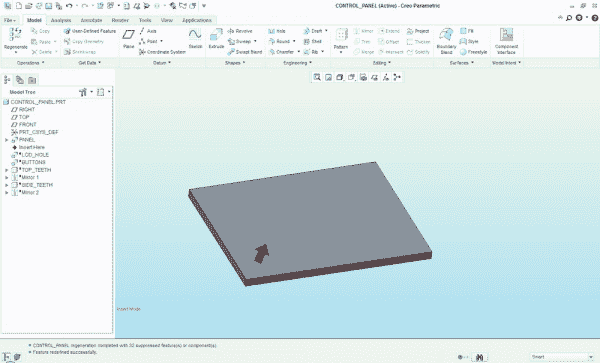 CONTROL_PANEL (Active) - Creo Parametric
File Model Analysis Annotate Render Tools View Applications
Regenerate
Copy
Paste
Delete
User-Defined Feature
Copy Geometry
Shrinkwrap
Plane
Axis
Point
Coordinate System
Sketch
Extrude
Revolve
Sweep
Swept Blend
Hole
Round
Chamfer
Draft
Shell
Rib
Pattern
Mirror
Trim
Merge
Extend
Offset
Intersect
Project
Thicken
Solidify
Boundary Blend
Fill
Style
Freestyle
Component Interface
Operations Get Data Datum Shapes Engineering Editing Surfaces Model Intent
Model Tree
CONTROL_PANEL.PRT
RIGHT
TOP
FRONT
PRT_CSYS_DEF
PANEL
Insert Here
LCD_HOLE
BUTTONS
TOP_TEETH
Mirror 1
SIDE_TEETH
Mirror 2
Insert Mode
• CONTROL_PANEL regeneration completed with 30 suppressed feature(s) or component(s).
• Feature redefined successfully.
Smart